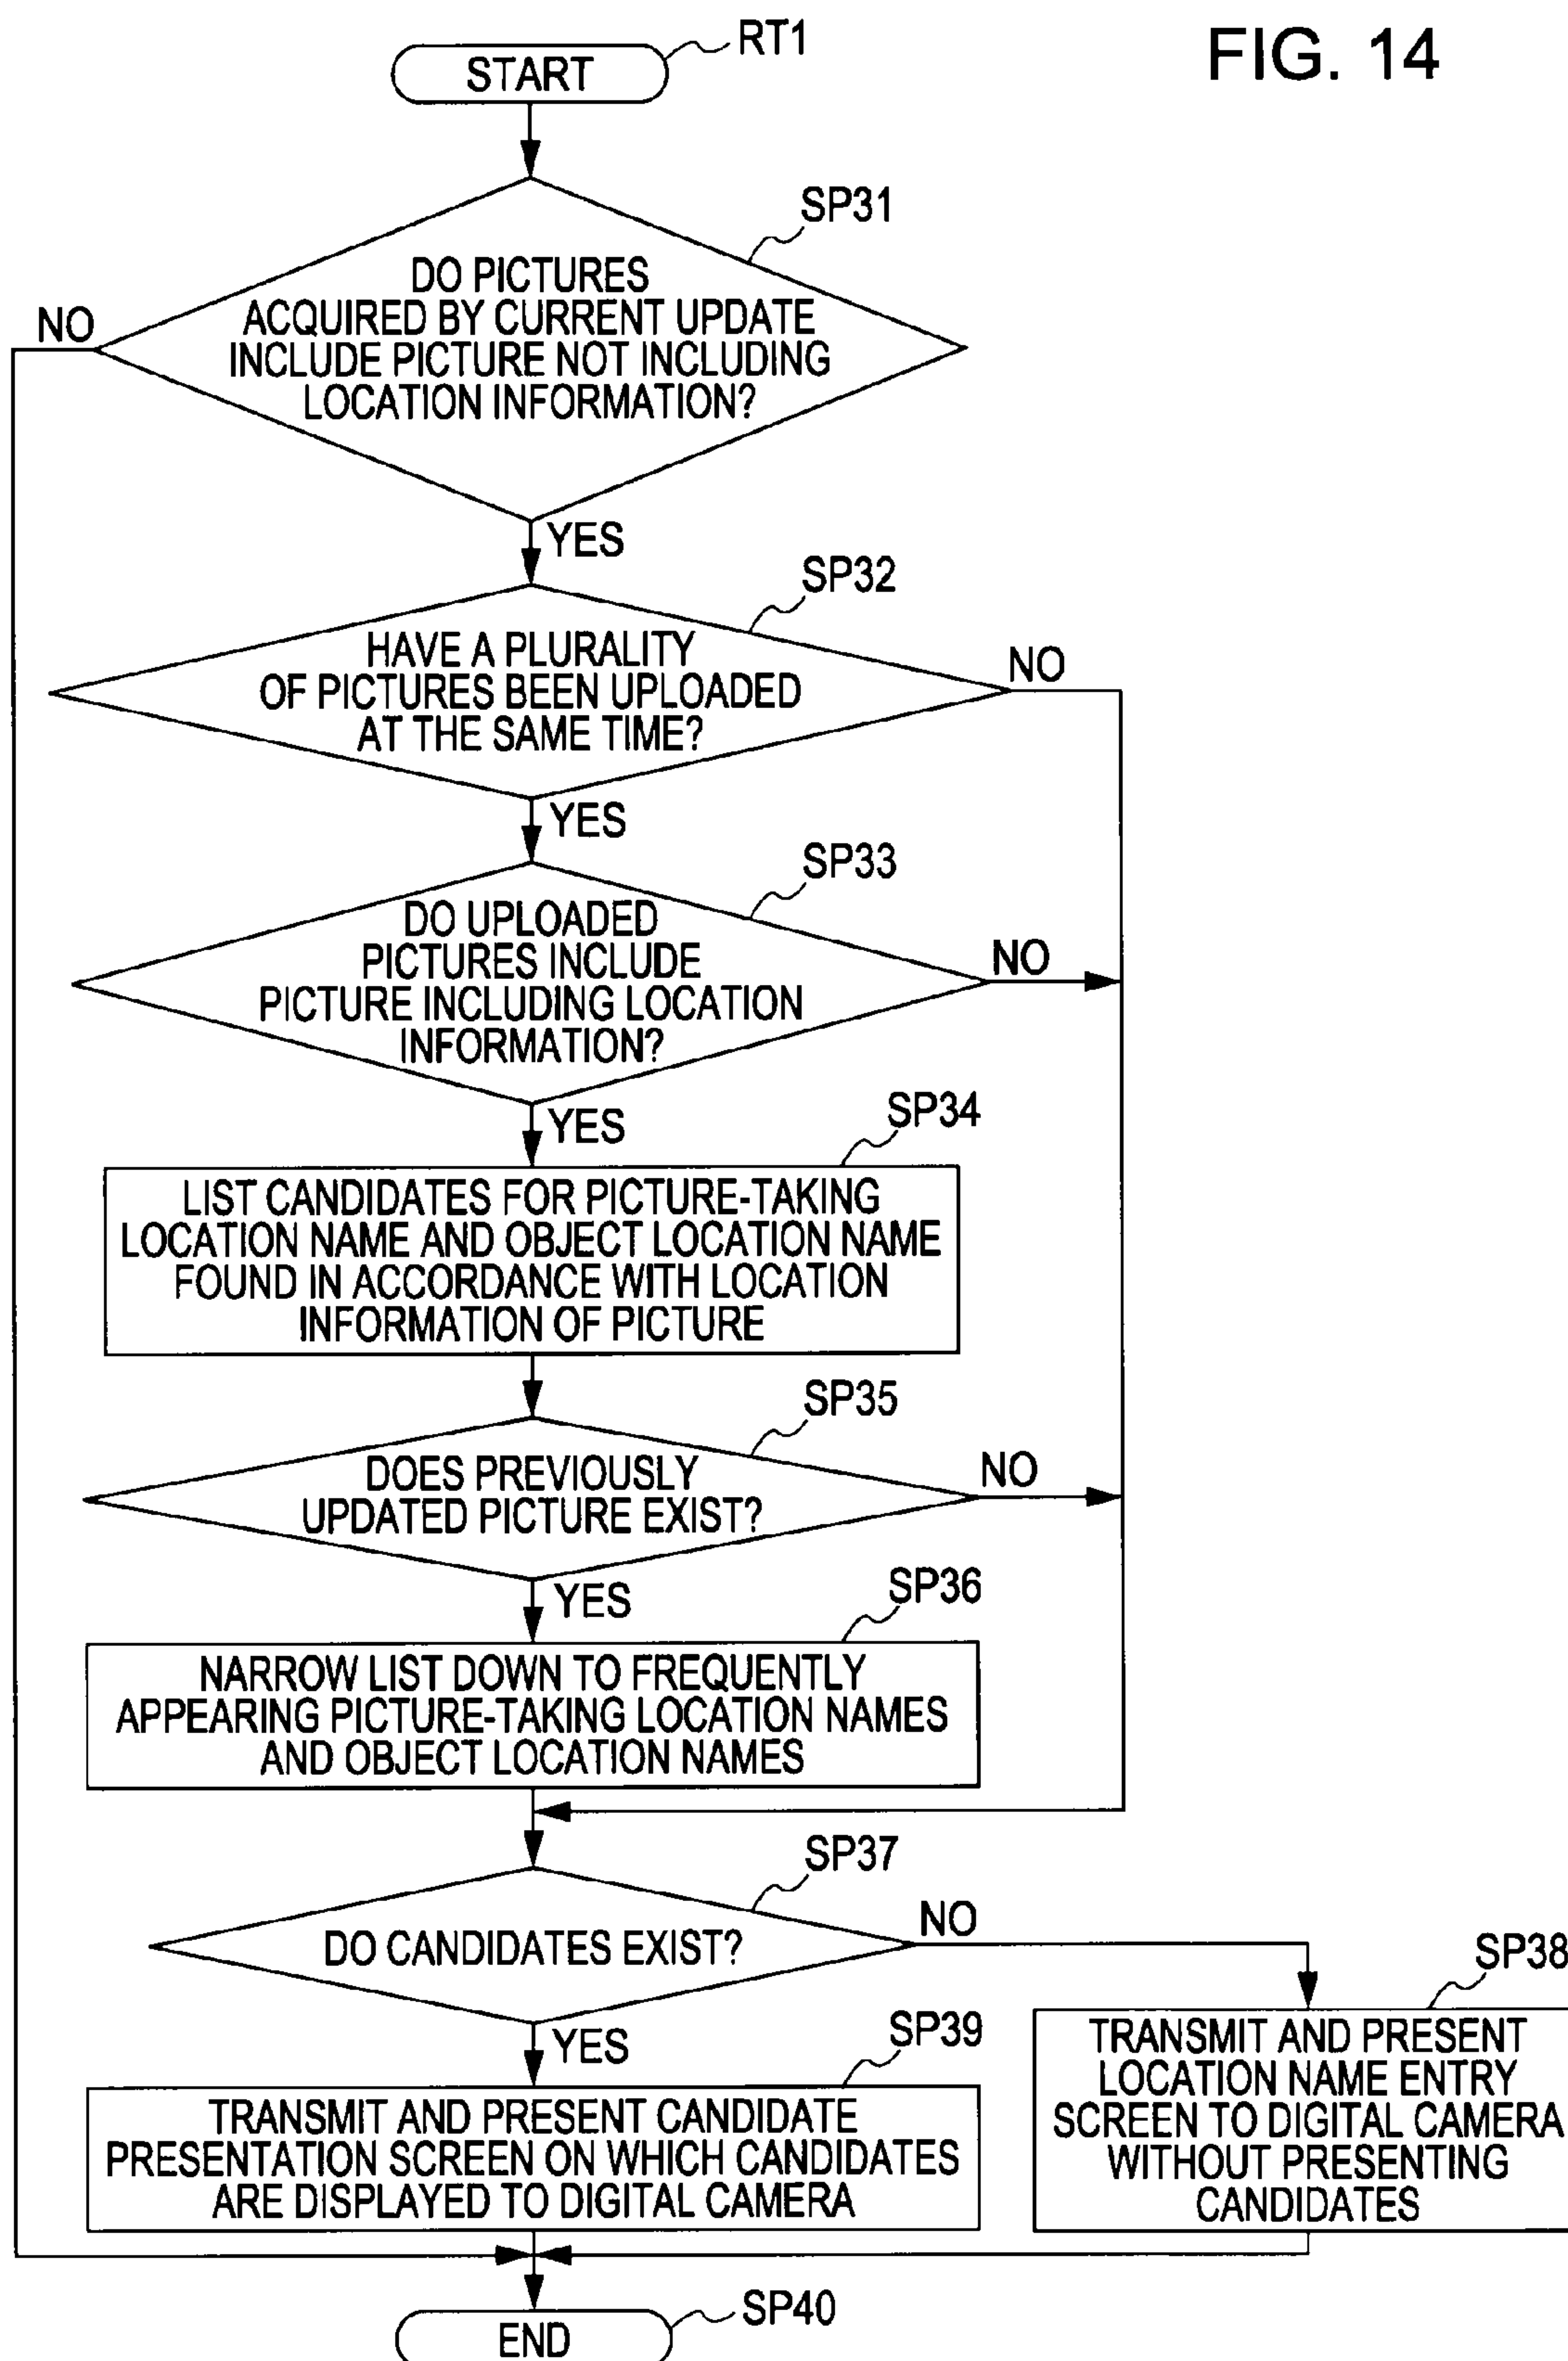 FIG. 14
RT1
START
SP31
DO PICTURES
ACQUIRED BY CURRENT UPDATE
INCLUDE PICTURE NOT INCLUDING
LOCATION INFORMATION?
NO
YES
SP32
HAVE A PLURALITY
OF PICTURES BEEN UPLOADED
AT THE SAME TIME?
NO
YES
SP33
DO UPLOADED
PICTURES INCLUDE
PICTURE INCLUDING LOCATION
INFORMATION?
NO
YES
SP34
LIST CANDIDATES FOR PICTURE-TAKING
LOCATION NAME AND OBJECT LOCATION NAME
FOUND IN ACCORDANCE WITH LOCATION
INFORMATION OF PICTURE
SP35
DOES PREVIOUSLY
UPDATED PICTURE EXIST?
NO
YES
SP36
NARROW LIST DOWN TO FREQUENTLY
APPEARING PICTURE-TAKING LOCATION NAMES
AND OBJECT LOCATION NAMES
SP37
DO CANDIDATES EXIST?
NO
YES
SP38
TRANSMIT AND PRESENT
LOCATION NAME ENTRY
SCREEN TO DIGITAL CAMERA
WITHOUT PRESENTING
CANDIDATES
SP39
TRANSMIT AND PRESENT CANDIDATE
PRESENTATION SCREEN ON WHICH CANDIDATES
ARE DISPLAYED TO DIGITAL CAMERA
SP40
END